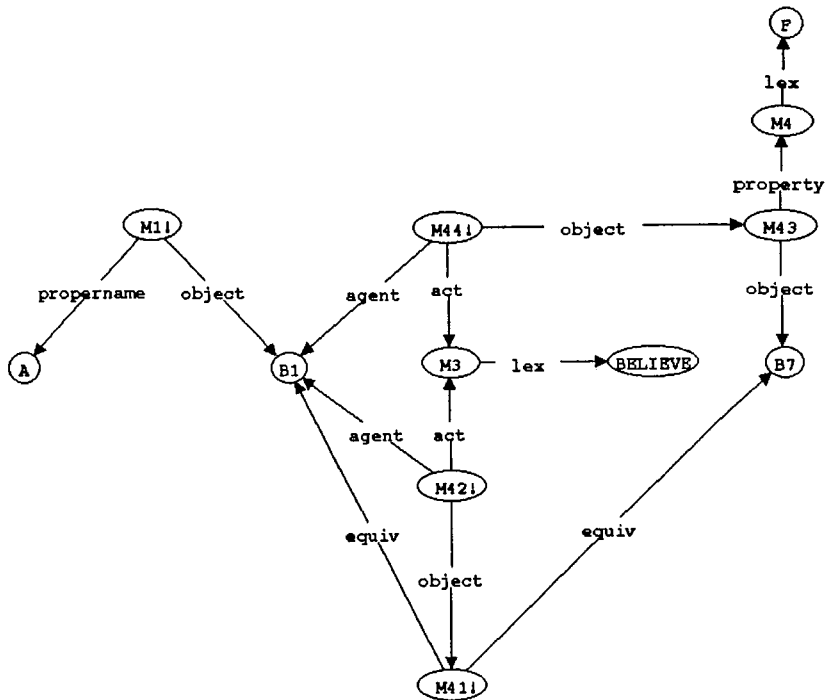 F
lex
M4
property
M1! M44! object M43
propername object agent act object
A B1 M3 lex BELIEVE B7
agent act
M42!
equiv equiv
object
M41!